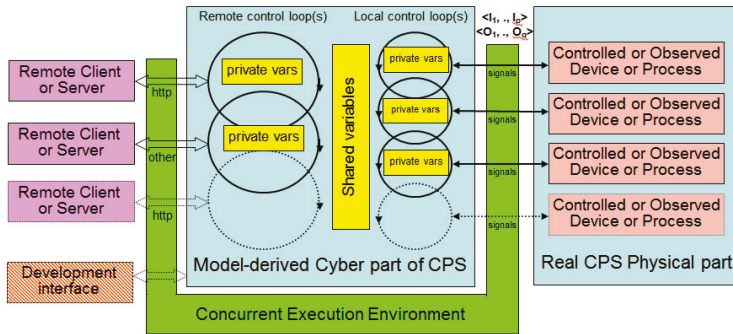 Remote control loop(s)
Local control loop(s)
<I1, ., Ip>
<O1, ., Oq>
Remote Client
or Server
http
private vars
Remote Client
or Server
other
private vars
Remote Client
or Server
http
Development
interface
Shared variables
private vars
private vars
private vars
signals
signals
signals
signals
Controlled or Observed
Device or Process
Controlled or Observed
Device or Process
Controlled or Observed
Device or Process
Controlled or Observed
Device or Process
Model-derived Cyber part of CPS
Real CPS Physical part
Concurrent Execution Environment